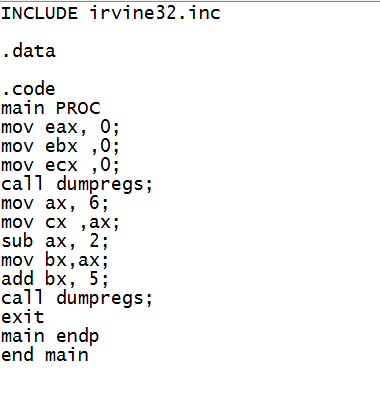 INCLUDE irvine32.inc
.data
.code
main PROC
mov eax, 0;
mov ebx ,0;
mov ecx ,0;
call dumpregs;
mov ax, 6;
mov cx ,ax;
sub ax, 2;
mov bx,ax;
add bx, 5;
call dumpregs;
exit
main endp
end main